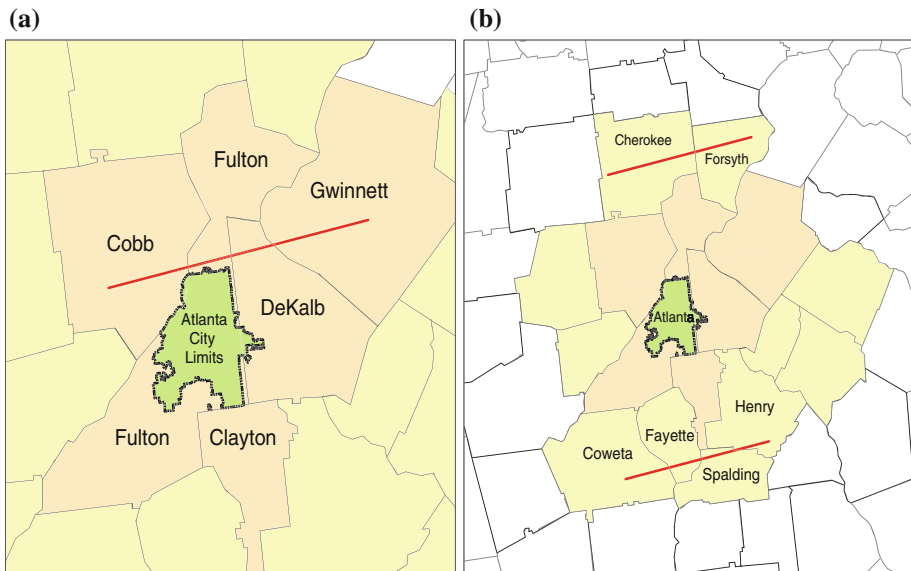 (a)
Fulton
Gwinnett
Cobb
DeKalb
Atlanta
City
Limits
Fulton
Clayton
(b)
Cherokee
Forsyth
Atlanta
Henry
Fayette
Coweta
Spalding